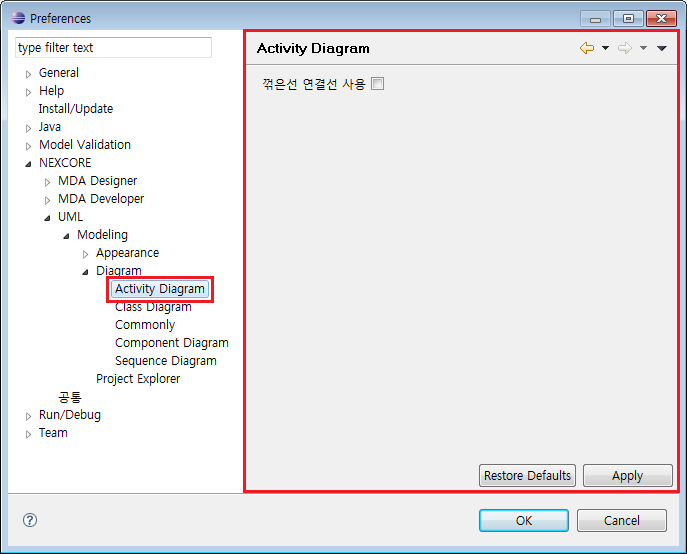 Preferences
type filter text
General
Help
Install/Update
Java
Model Validation
NEXCORE
MDA Designer
MDA Developer
UML
Modeling
Appearance
Diagram
Activity Diagram
Class Diagram
Commonly
Component Diagram
Sequence Diagram
Project Explorer
공통
Run/Debug
Team
Activity Diagram
꺾은선 연결선 사용
Restore Defaults
Apply
?
OK
Cancel